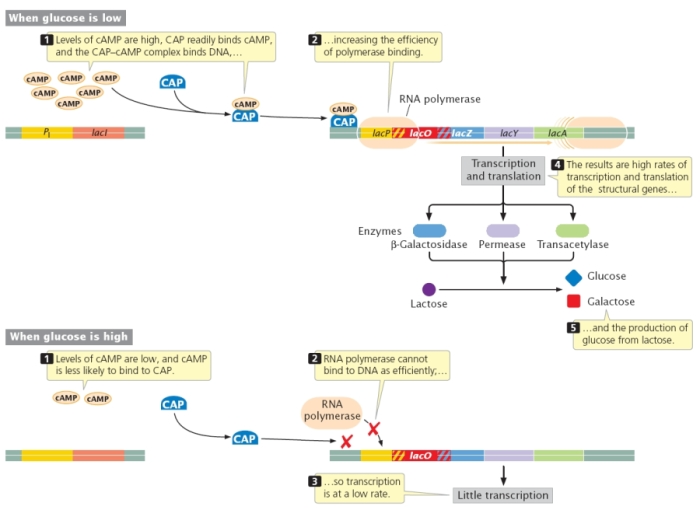 When glucose is low
1 Levels of cAMP are high, CAP readily binds cAMP,
and the CAP–cAMP complex binds DNA,…
2 …increasing the efficiency
of polymerase binding.
cAMP cAMP cAMP
cAMP cAMP
cAMP
CAP
cAMP
CAP
cAMP
CAP
RNA polymerase
PI lacI
lacP lacO lacZ lacY lacA
Transcription
and translation
4 The results are high rates of
transcription and translation
of the structural genes…
Enzymes
β-Galactosidase Permease Transacetylase
Lactose
Glucose
Galactose
5 …and the production of
glucose from lactose.
When glucose is high
1 Levels of cAMP are low, and cAMP
is less likely to bind to CAP.
2 RNA polymerase cannot
bind to DNA as efficiently;…
cAMP cAMP
CAP
CAP
RNA
polymerase
lacO
3 …so transcription
is at a low rate.
Little transcription